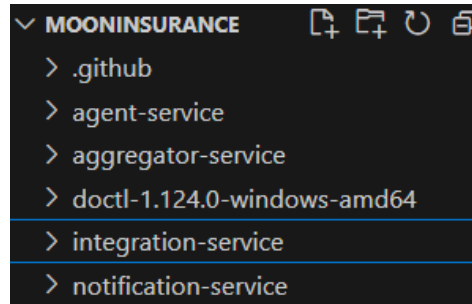 MOONINSURANCE
.github
agent-service
aggregator-service
doctl-1.124.0-windows-amd64
integration-service
notification-service